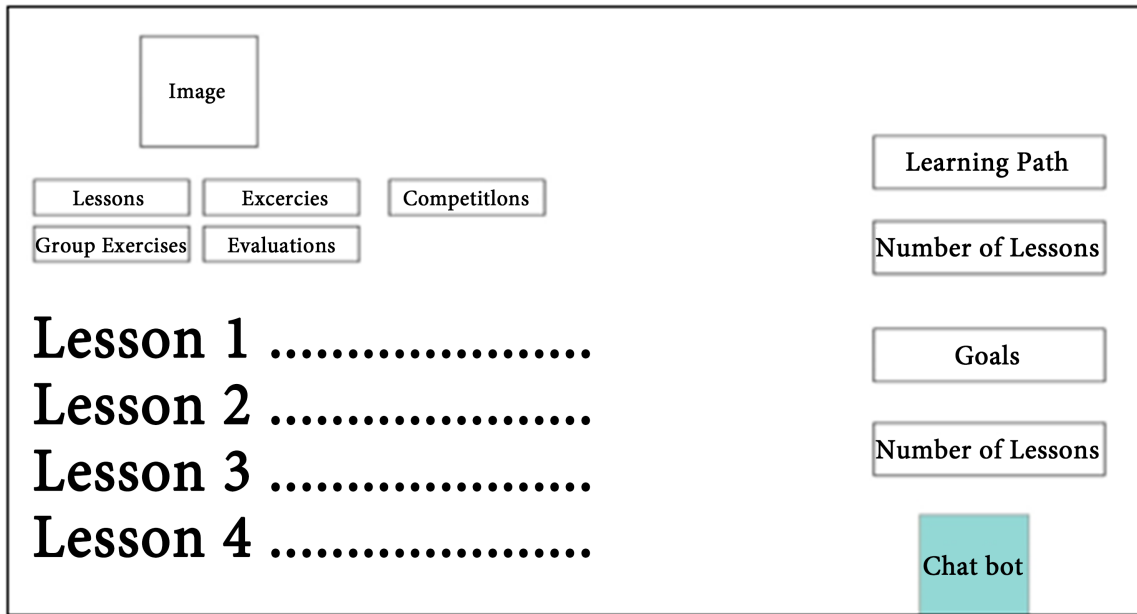 Image
Lessons
Excercies
Competitlons
Group Exercises
Evaluations
Lesson 1 .....................
Lesson 2 .....................
Lesson 3 .....................
Lesson 4 .....................
Learning Path
Number of Lessons
Goals
Number of Lessons
Chat bot